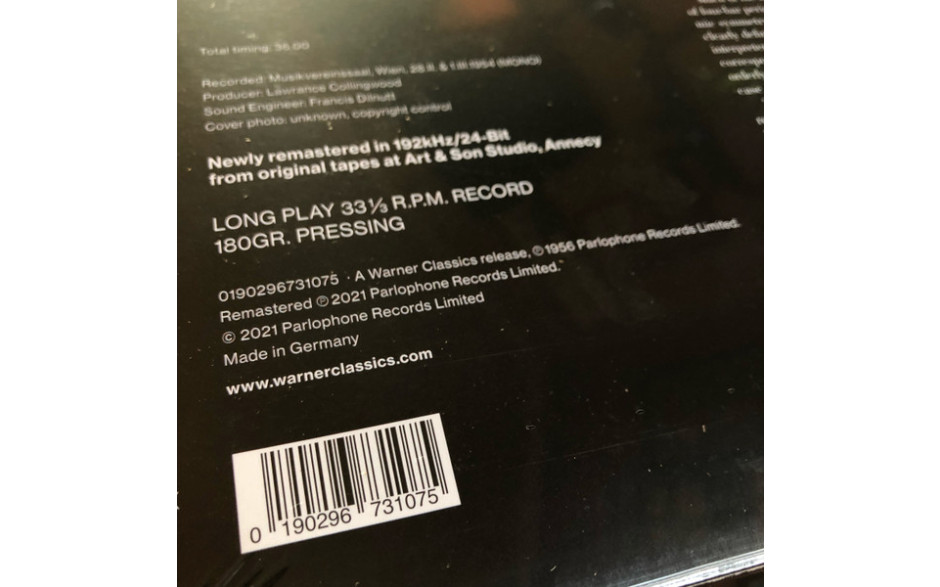 Total timing: 36.00
Recorded: Musikvereinssaal, Wien, 28.II. & 1.III.1954 (MONO)
Producer: Lawrance Collingwood
Sound Engineer: Francis Dillnutt
Cover photo: unknown, copyright control
Newly remastered in 192kHz/24-Bit
from original tapes at Art & Son Studio, Annecy
LONG PLAY 33⅓ R.P.M. RECORD
180GR. PRESSING
0190296731075 · A Warner Classics release, ℗ 1956 Parlophone Records Limited.
Remastered ℗ 2021 Parlophone Records Limited.
© 2021 Parlophone Records Limited
Made in Germany
www.warnerclassics.com
0 190296 731075